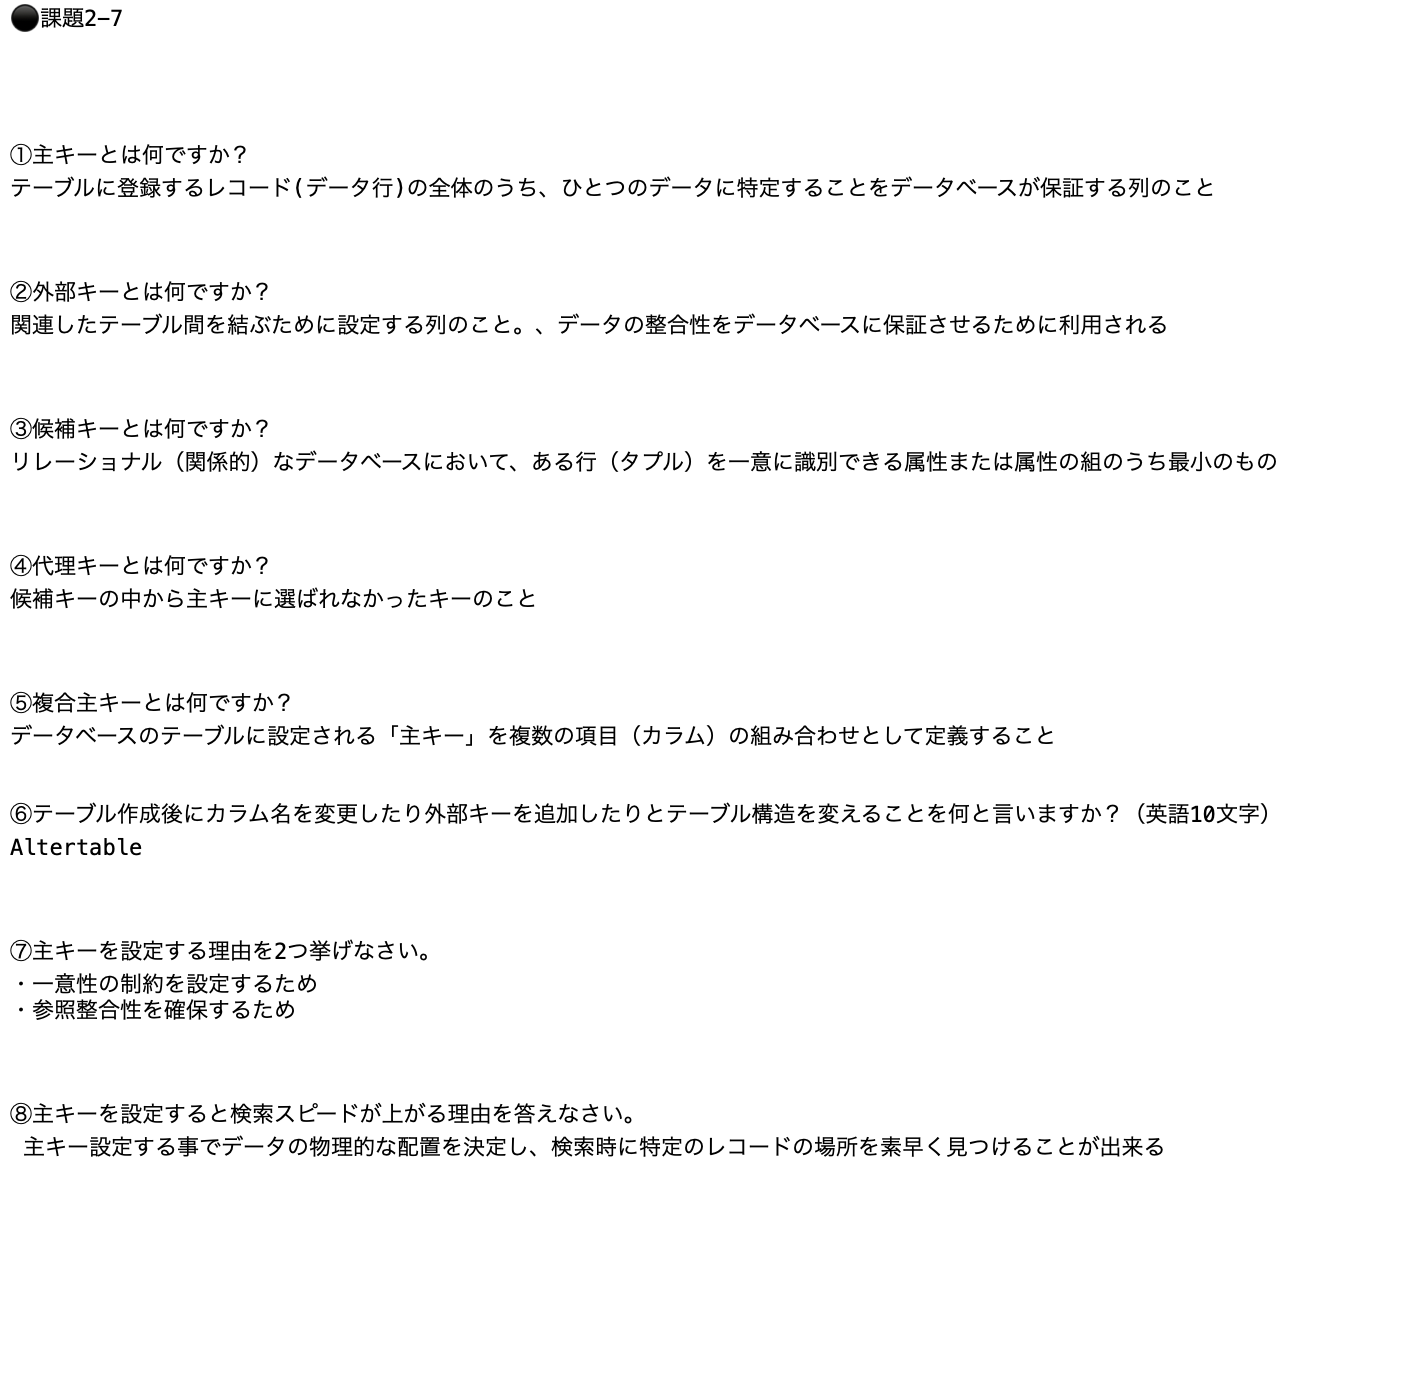 ●課題2−7
①主キーとは何ですか？
テーブルに登録するレコード(データ行)の全体のうち、ひとつのデータに特定することをデータベースが保証する列のこと
②外部キーとは何ですか？
関連したテーブル間を結ぶために設定する列のこと。、データの整合性をデータベースに保証させるために利用される
③候補キーとは何ですか？
リレーショナル（関係的）なデータベースにおいて、ある行（タプル）を一意に識別できる属性または属性の組のうち最小のもの
④代理キーとは何ですか？
候補キーの中から主キーに選ばれなかったキーのこと
⑤複合主キーとは何ですか？
データベースのテーブルに設定される「主キー」を複数の項目（カラム）の組み合わせとして定義すること
⑥テーブル作成後にカラム名を変更したり外部キーを追加したりとテーブル構造を変えることを何と言いますか？（英語10文字）
Altertable
⑦主キーを設定する理由を2つ挙げなさい。
・一意性の制約を設定するため
・参照整合性を確保するため
⑧主キーを設定すると検索スピードが上がる理由を答えなさい。
主キー設定する事でデータの物理的な配置を決定し、検索時に特定のレコードの場所を素早く見つけることが出来る